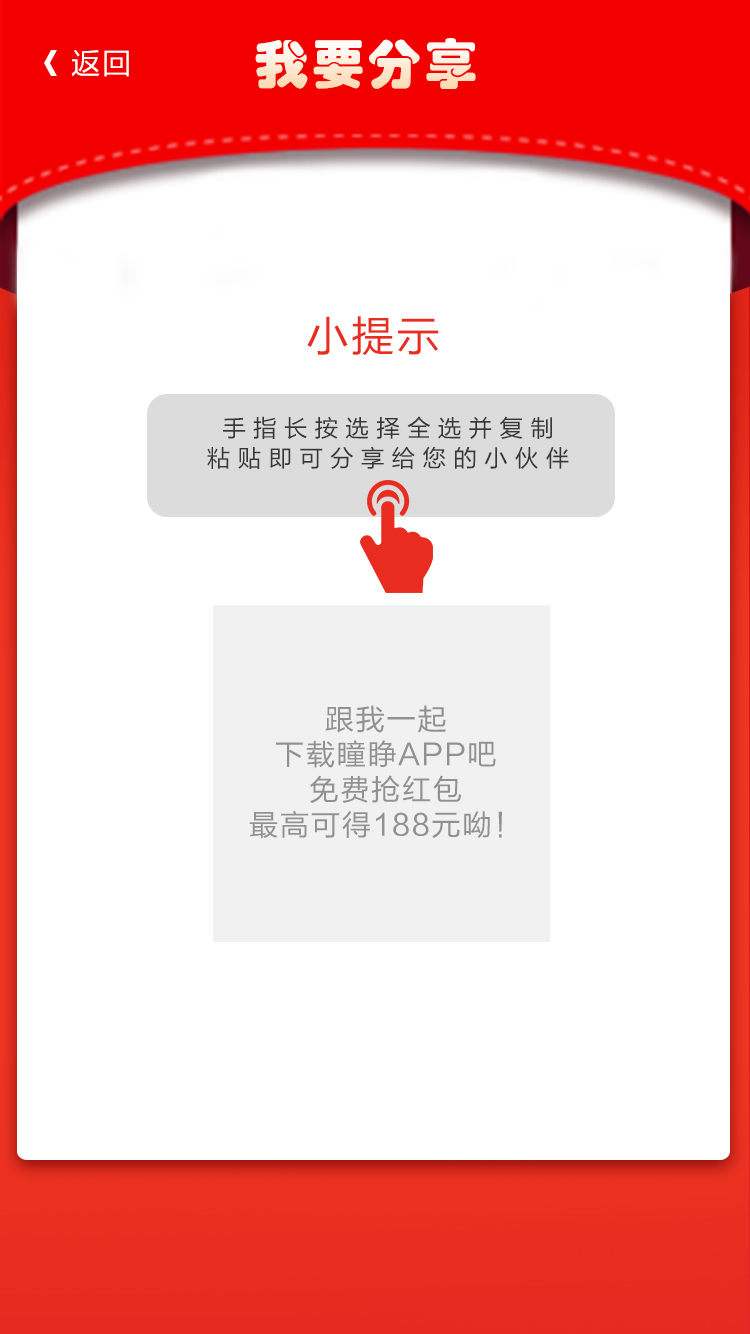 返回
我要分享
小提示
手指长按选择全选并复制
粘贴即可分享给您的小伙伴
跟我一起
下载瞳睁APP吧
免费抢红包
最高可得188元呦！